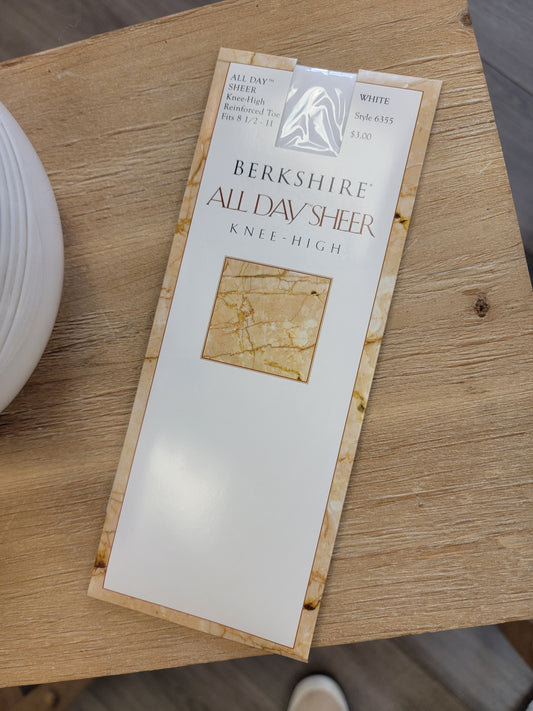 ALL DAY™
SHEER
Knee-High
Reinforced Toe
Fits 8 1/2 - 11
WHITE
Style 6355
$3.00
BERKSHIRE®
ALL DAY™ SHEER
KNEE-HIGH